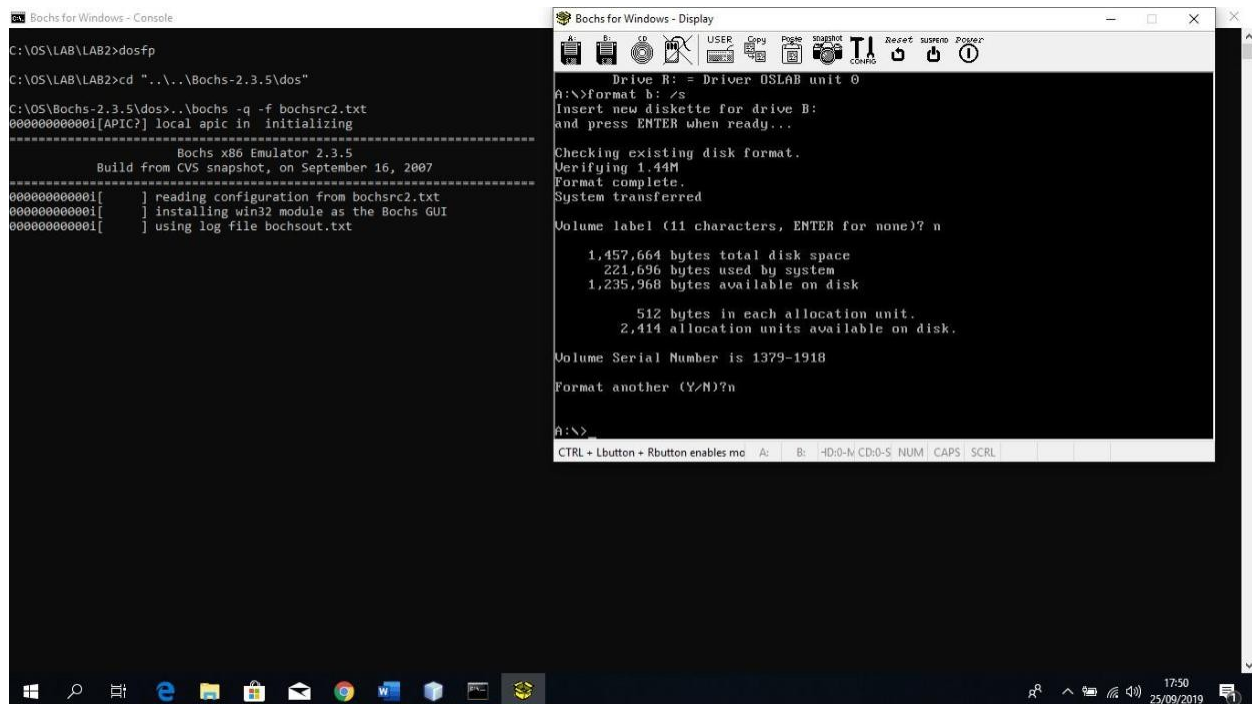 Bochs for Windows - Console
C:\OS\LAB\LAB2>dosfp
C:\OS\LAB\LAB2>cd "..\..\Bochs-2.3.5\dos"
C:\OS\Bochs-2.3.5\dos>..\bochs -q -f bochsrc2.txt
00000000000i[APIC?] local apic in  initializing
========================================================================
Bochs x86 Emulator 2.3.5
Build from CVS snapshot, on September 16, 2007
========================================================================
00000000000i[     ] reading configuration from bochsrc2.txt
00000000000i[     ] installing win32 module as the Bochs GUI
00000000000i[     ] using log file bochsout.txt
Bochs for Windows - Display
A: B: CD USER Copy Paste snapshot CONFIG Reset SUSPEND Power
Drive R: = Driver OSLAB unit 0
A:\>format b: /s
Insert new diskette for drive B:
and press ENTER when ready...
Checking existing disk format.
Verifying 1.44M
Format complete.
System transferred
Volume label (11 characters, ENTER for none)? n
1,457,664 bytes total disk space
221,696 bytes used by system
1,235,968 bytes available on disk
512 bytes in each allocation unit.
2,414 allocation units available on disk.
Volume Serial Number is 1379-1918
Format another (Y/N)?n
A:\>_
CTRL + Lbutton + Rbutton enables mo A: B: HD:0-M CD:0-S NUM CAPS SCRL
17:50
25/09/2019